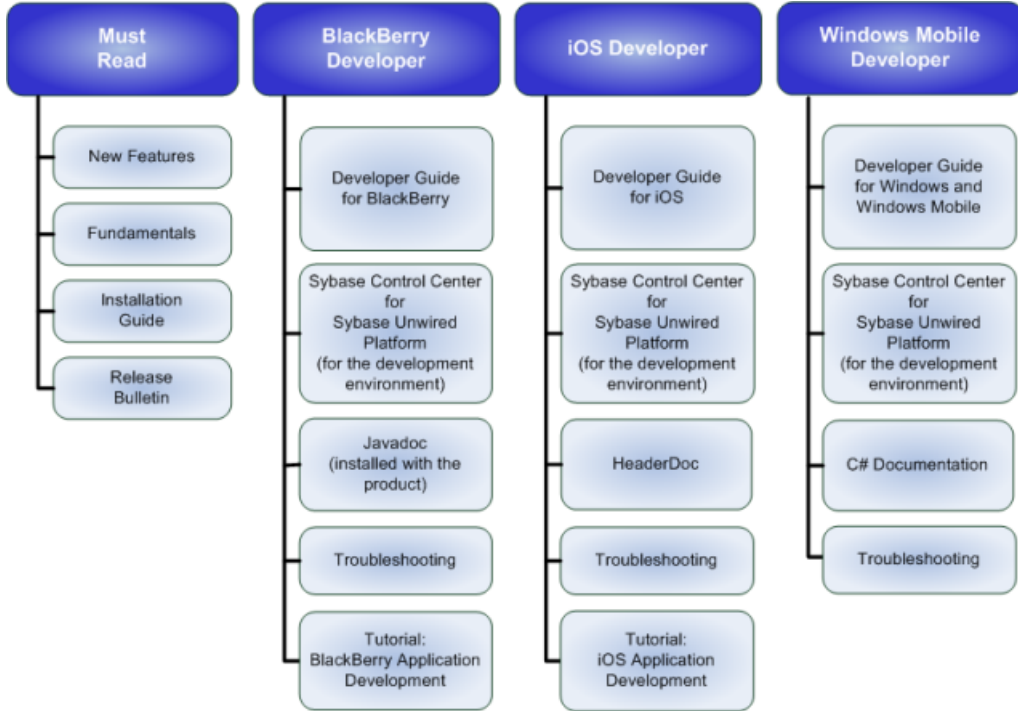 Must
Read
New Features
Fundamentals
Installation
Guide
Release
Bulletin
BlackBerry
Developer
Developer Guide
for BlackBerry
Sybase Control Center
for
Sybase Unwired
Platform
(for the development
environment)
Javadoc
(installed with the
product)
Troubleshooting
Tutorial:
BlackBerry Application
Development
iOS Developer
Developer Guide
for iOS
Sybase Control Center
for
Sybase Unwired
Platform
(for the development
environment)
HeaderDoc
Troubleshooting
Tutorial:
iOS Application
Development
Windows Mobile
Developer
Developer Guide
for Windows and
Windows Mobile
Sybase Control Center
for
Sybase Unwired
Platform
(for the development
environment)
C# Documentation
Troubleshooting